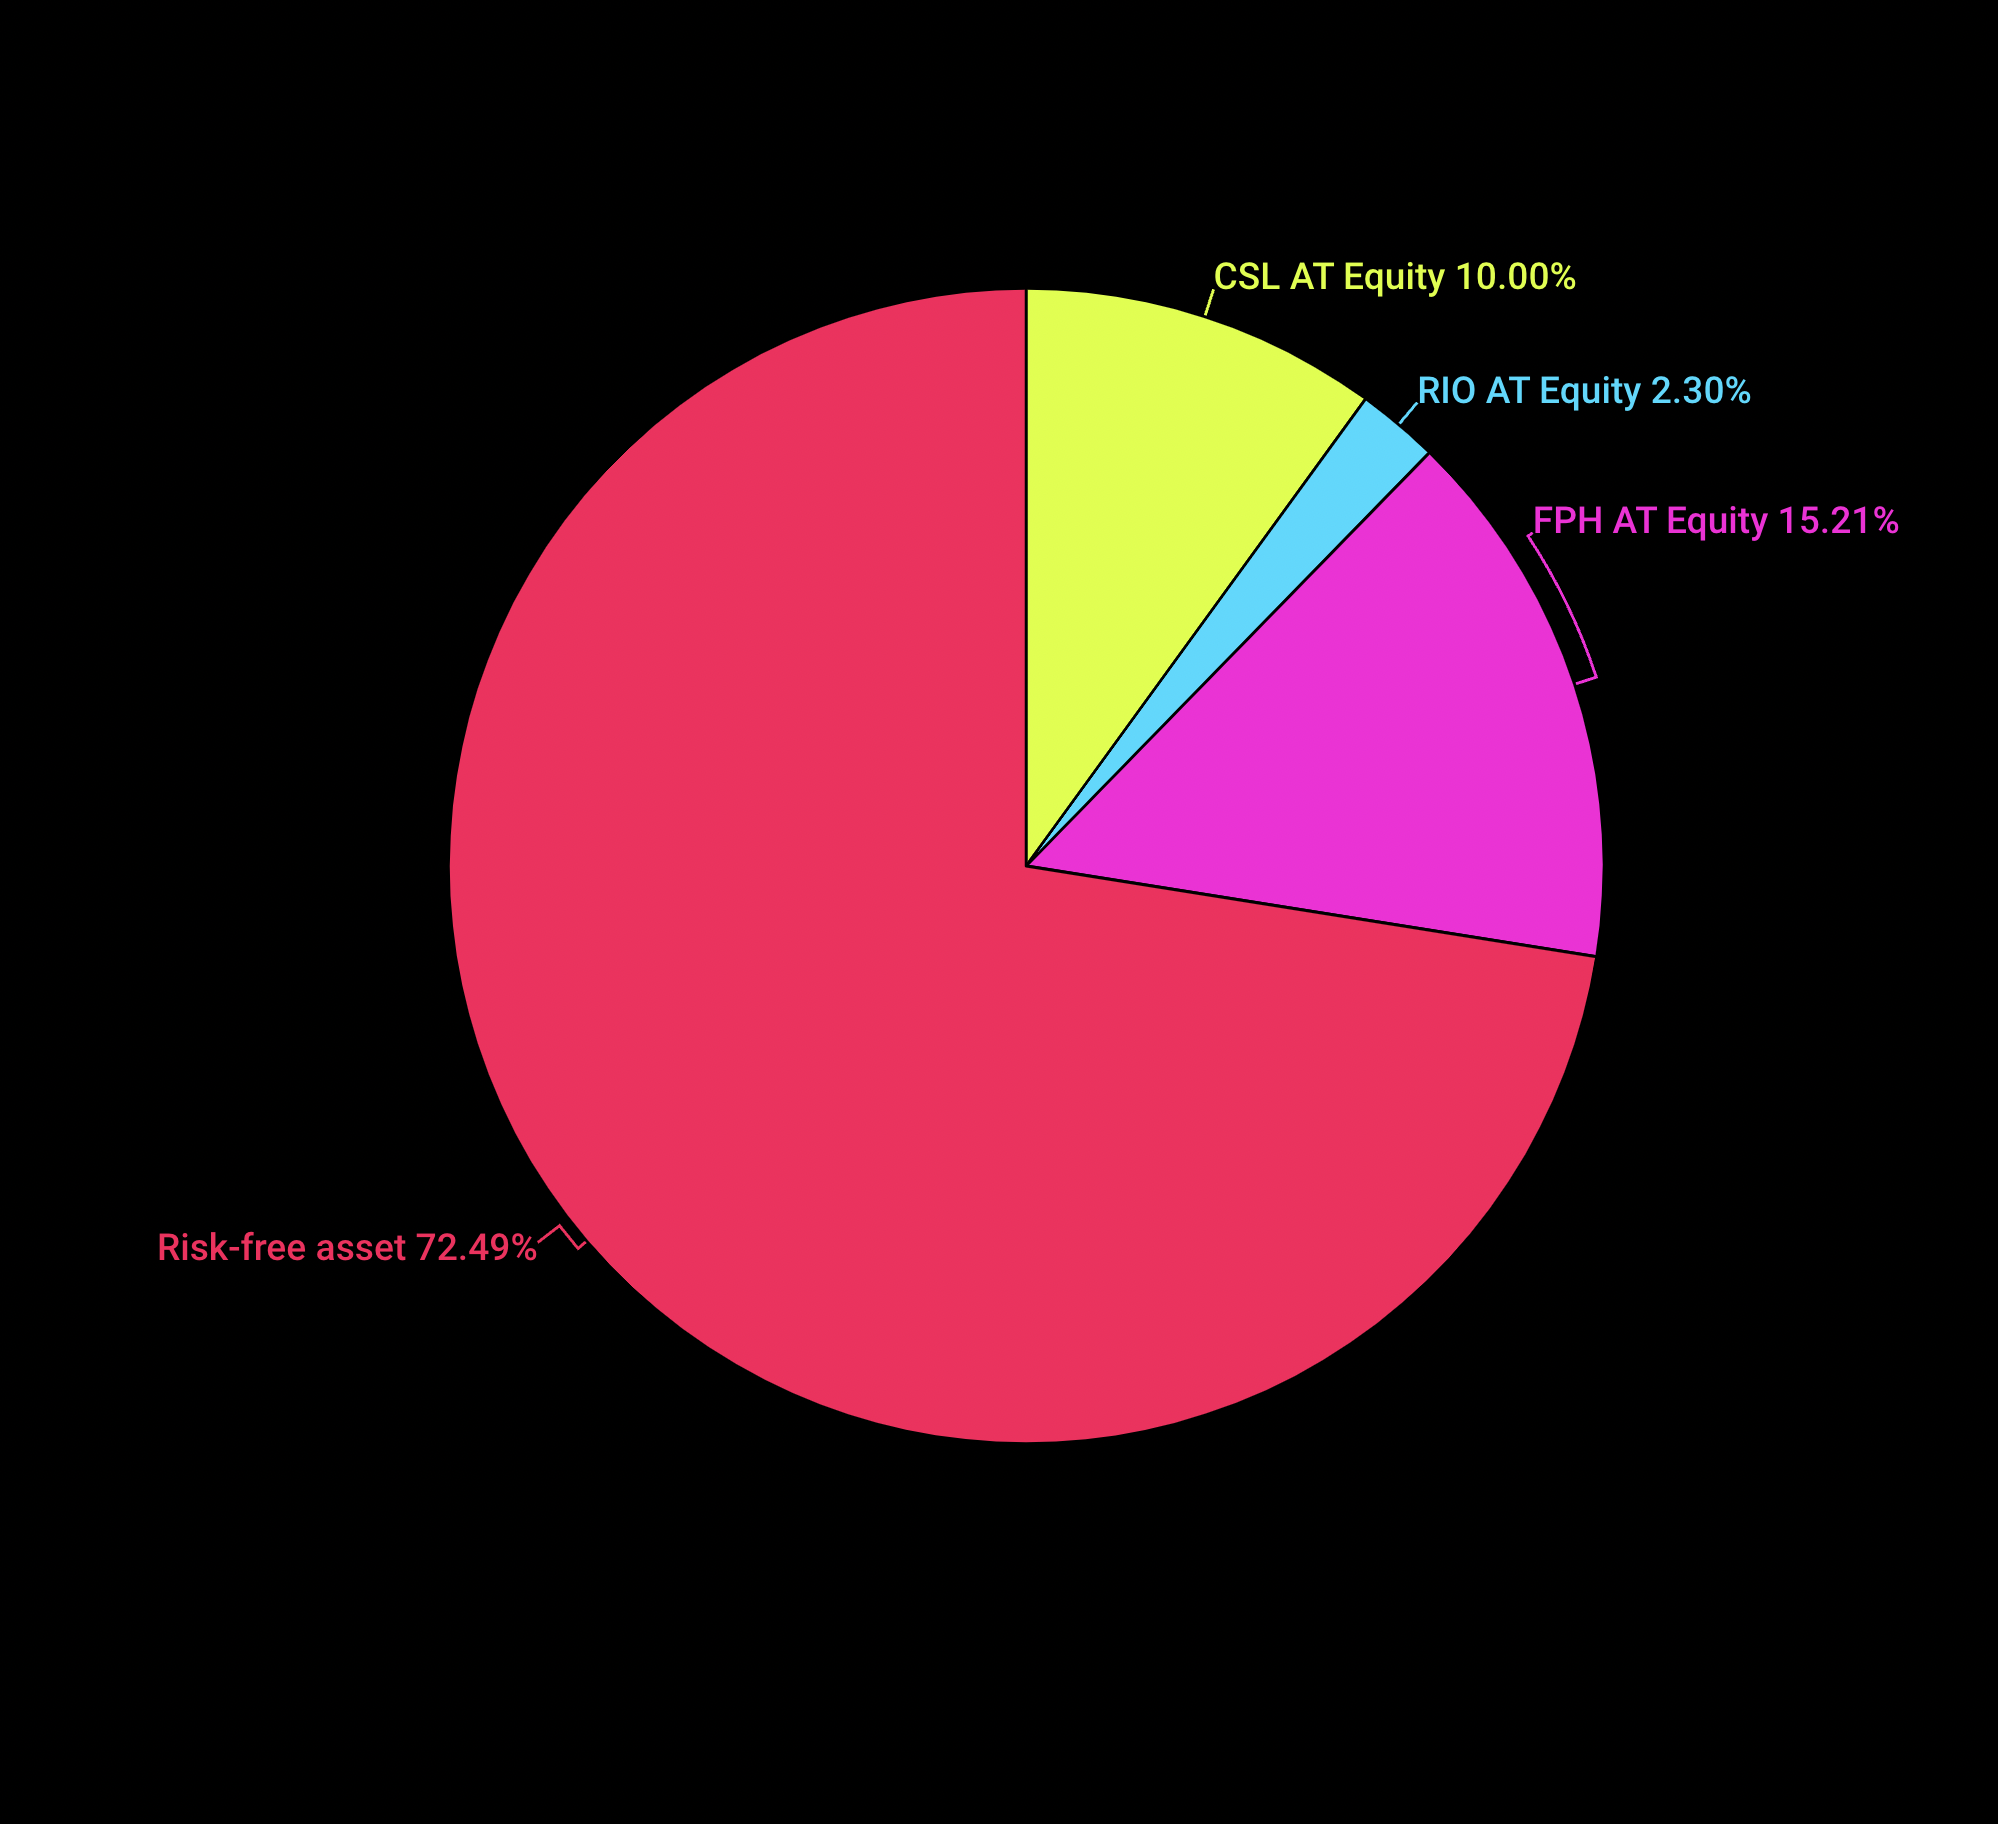 CSL AT Equity 10.00%
RIO AT Equity 2.30%
FPH AT Equity 15.21%
Risk-free asset 72.49%